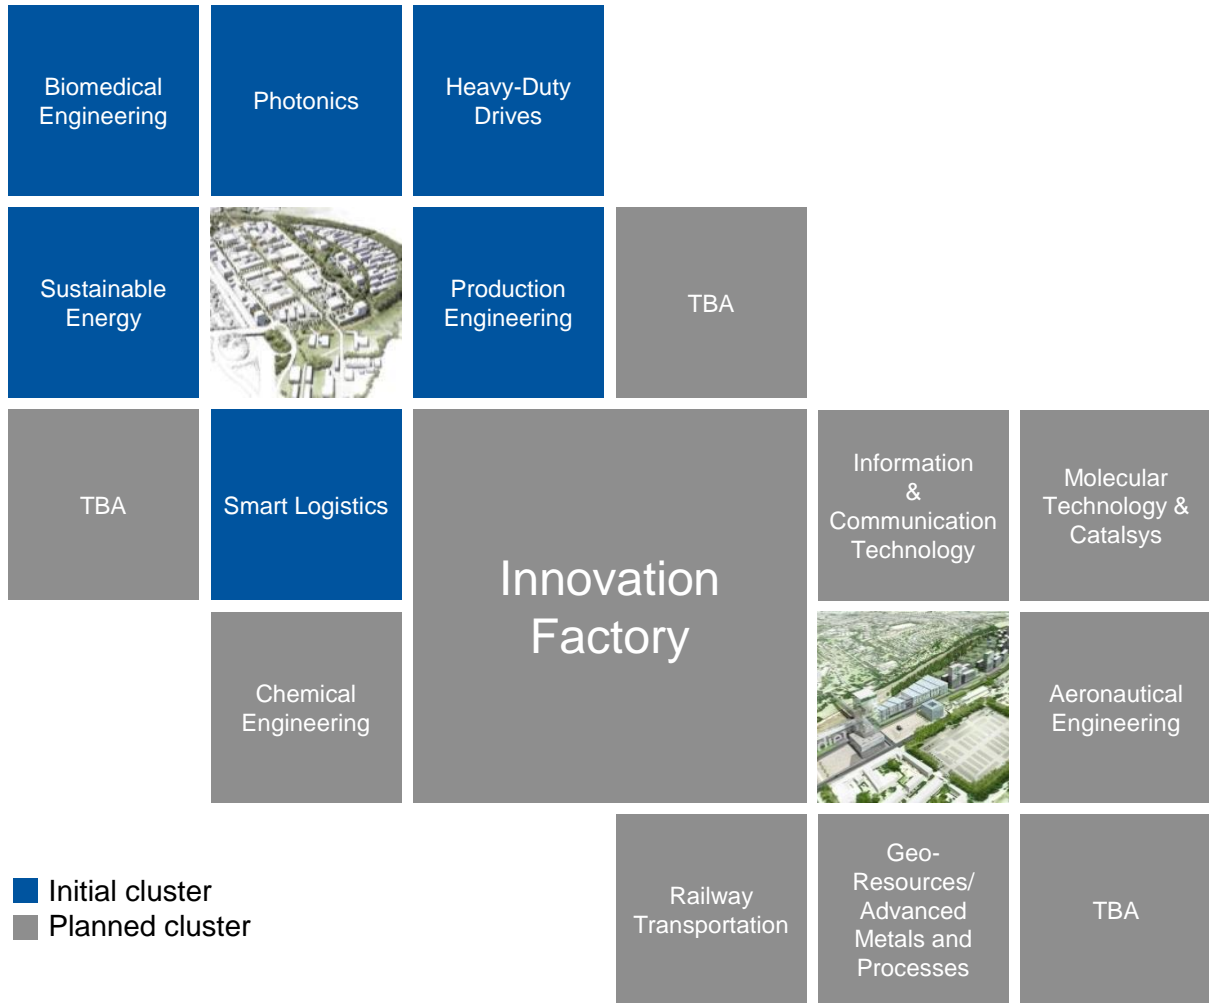 Biomedical
Engineering
Photonics
Heavy-Duty
Drives
Sustainable
Energy
Production
Engineering
TBA
TBA
Smart Logistics
Innovation
Factory
Information
&
Communication
Technology
Molecular
Technology &
Catalsys
Chemical
Engineering
Aeronautical
Engineering
Railway
Transportation
Geo-
Resources/
Advanced
Metals and
Processes
TBA
Initial cluster
Planned cluster